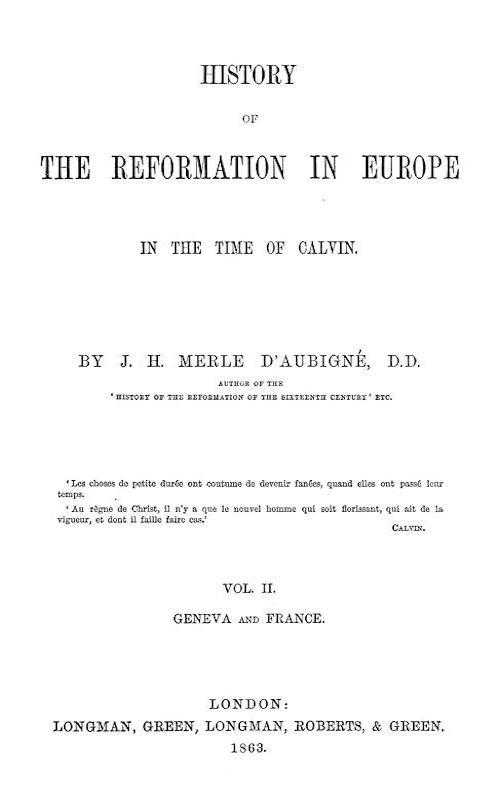 HISTORY
OF
THE REFORMATION IN EUROPE
IN THE TIME OF CALVIN.
BY J. H. MERLE D'AUBIGNÉ, D.D.
AUTHOR OF THE
'HISTORY OF THE REFORMATION OF THE SIXTEENTH CENTURY' ETC.
'Les choses de petite durée ont coutume de devenir fanées, quand elles ont passé leur
temps.
'Au règne de Christ, il n'y a que le nouvel homme qui soit florissant, qui ait de la
vigueur, et dont il faille faire cas.'
CALVIN.
VOL. II.
GENEVA AND FRANCE.
LONDON:
LONGMAN, GREEN, LONGMAN, ROBERTS, & GREEN.
1863.